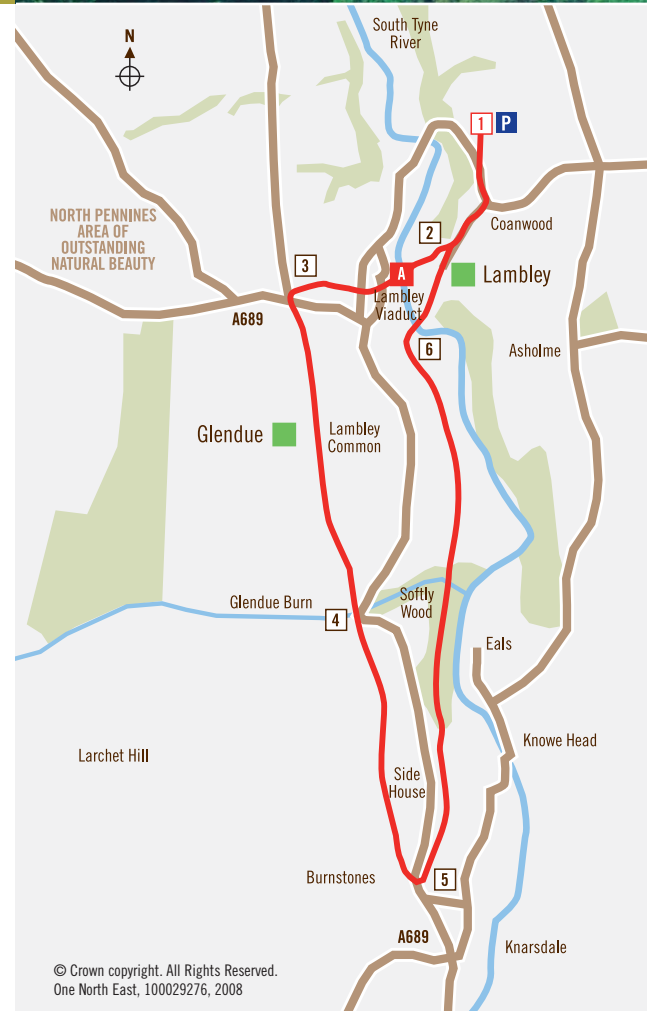 South Tyne
River
N
1 P
NORTH PENNINES
AREA OF
OUTSTANDING
NATURAL BEAUTY
Coanwood
2
3
A
Lambley
Lambley
Viaduct
A689
6
Asholme
Glendue
Lambley
Common
Glendue Burn
Softly
Wood
4
Eals
Knowe Head
Larchet Hill
Side
House
Burnstones
5
A689
Knarsdale
© Crown copyright. All Rights Reserved.
One North East, 100029276, 2008